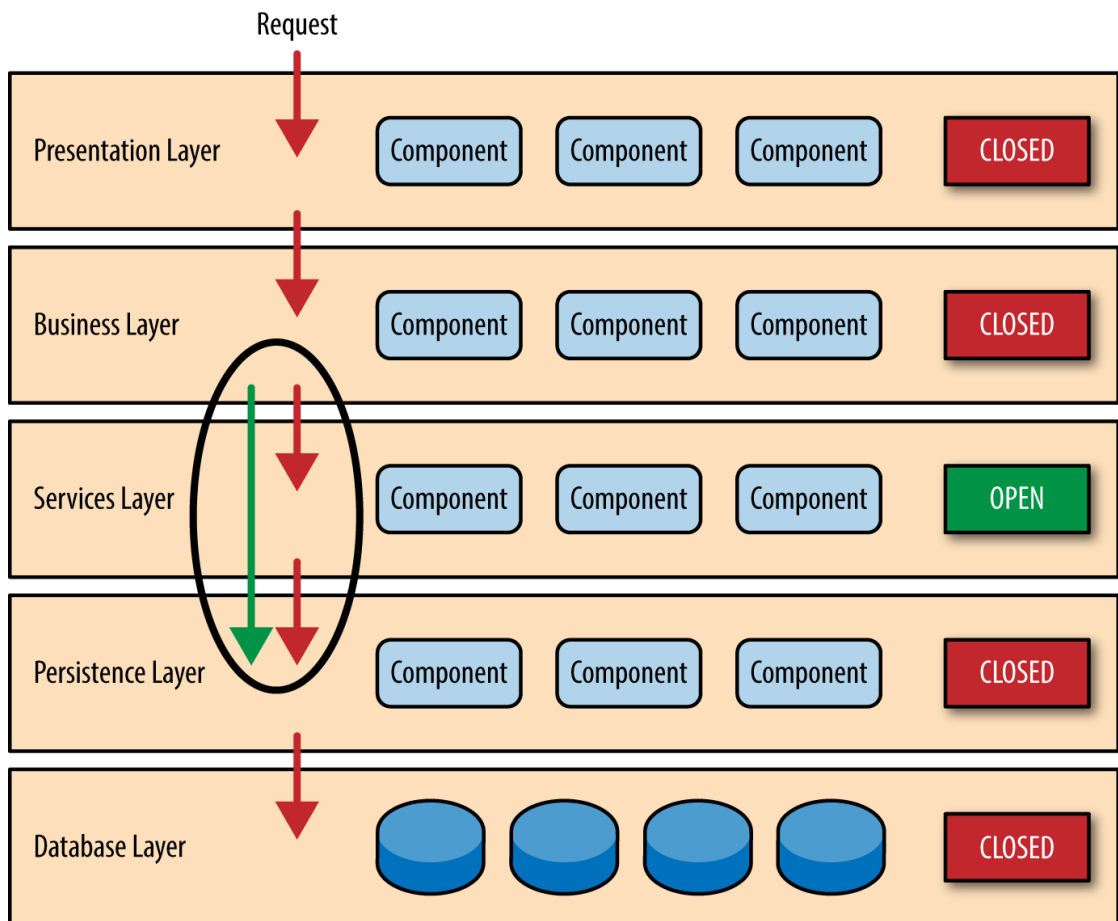 Request
Presentation Layer
Component
Component
Component
CLOSED
Business Layer
Component
Component
Component
CLOSED
Services Layer
Component
Component
Component
OPEN
Persistence Layer
Component
Component
Component
CLOSED
Database Layer
CLOSED